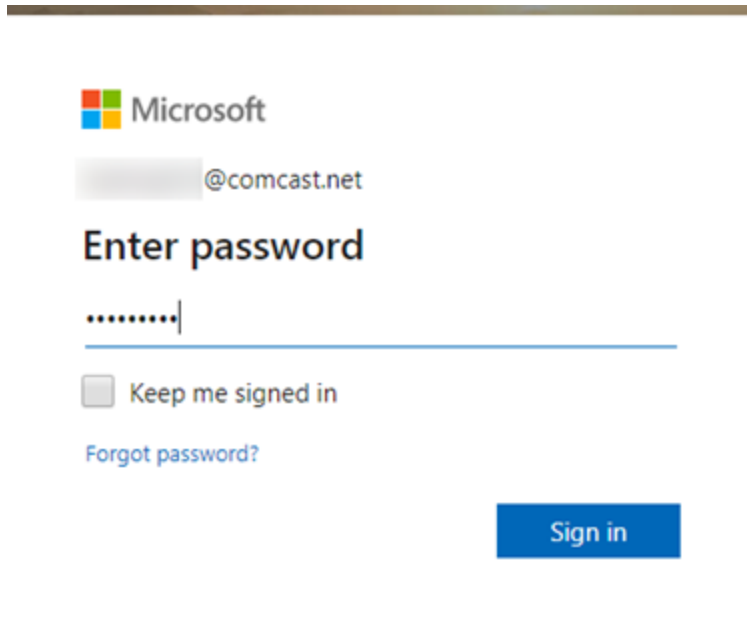 Microsoft
@comcast.net
Enter password
•••••••••
Keep me signed in
Forgot password?
Sign in